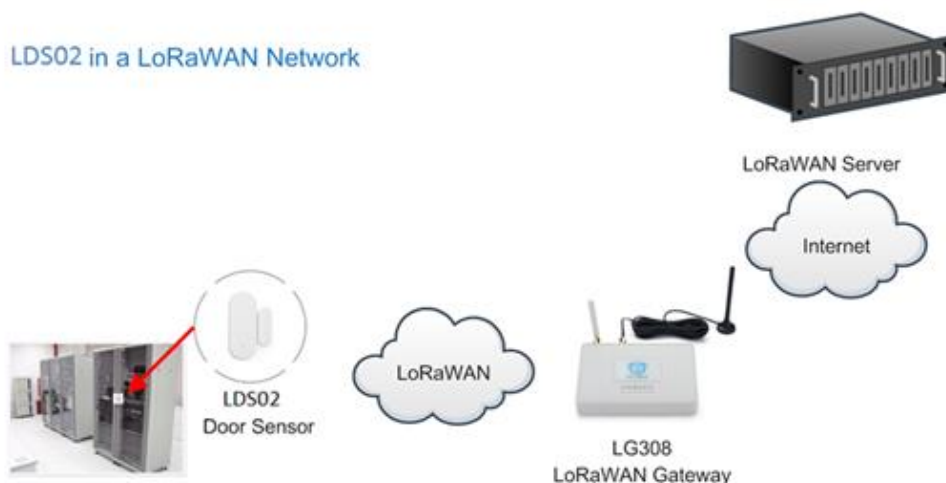 LDS02 in a LoRaWAN Network
LoRaWAN Server
Internet
LoRaWAN
LDS02
Door Sensor
LG308
LoRaWAN Gateway